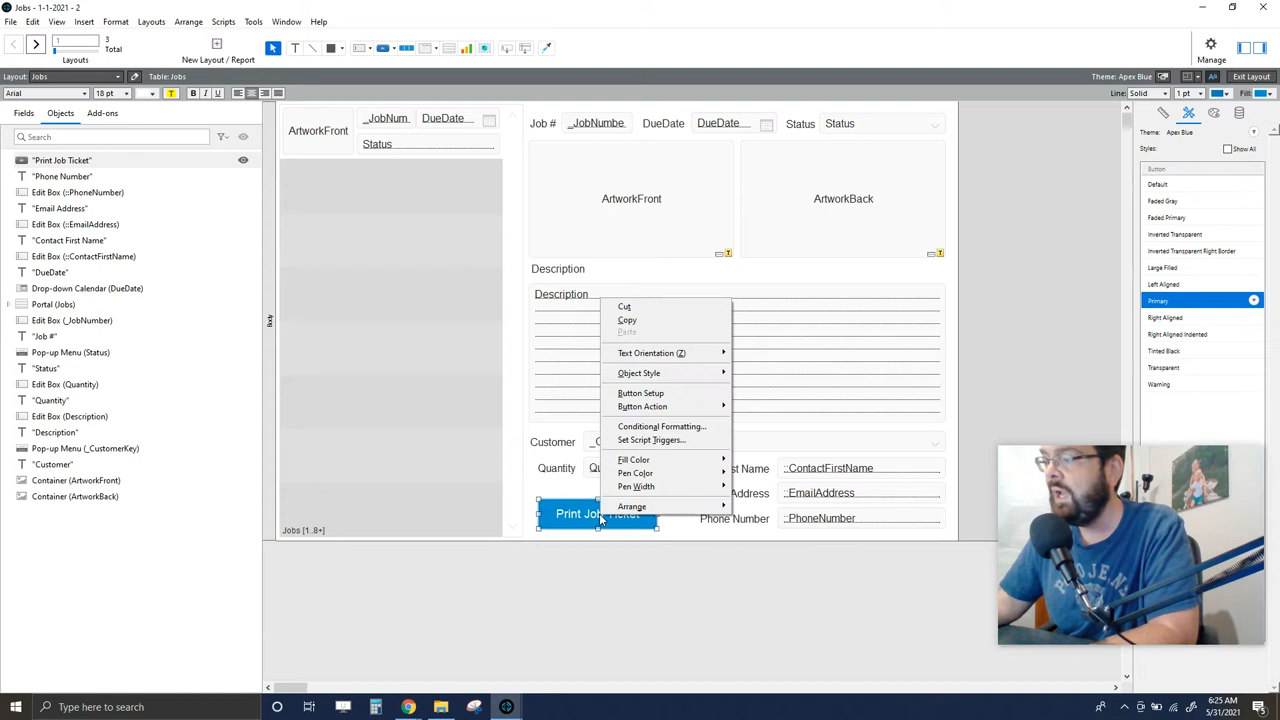 Jobs - 1-1-2021 - 2
File Edit View Insert Format Layouts Arrange Scripts Tools Window Help
1
3
Total
Layouts
New Layout / Report
Manage
Layout: Jobs
Table: Jobs
Theme: Apex Blue
Aa
Exit Layout
Arial
18 pt
B I U
Line: Solid
1 pt
Fill:
Fields Objects Add-ons
Search
"Print Job Ticket"
"Phone Number"
Edit Box (::PhoneNumber)
"Email Address"
Edit Box (::EmailAddress)
"Contact First Name"
Edit Box (::ContactFirstName)
"DueDate"
Drop-down Calendar (DueDate)
Portal (Jobs)
Edit Box (_JobNumber)
"Job #"
Pop-up Menu (Status)
"Status"
Edit Box (Quantity)
"Quantity"
Edit Box (Description)
"Description"
Pop-up Menu (_CustomerKey)
"Customer"
Container (ArtworkFront)
Container (ArtworkBack)
Body
ArtworkFront
_JobNum
DueDate
Status
Jobs [1..8+]
Job #
_JobNumbe
DueDate
DueDate
Status
Status
ArtworkFront
ArtworkBack
Description
Description
Customer
_C
Quantity
Qu
st Name
::ContactFirstName
Address
::EmailAddress
Print Job Ticket
Phone Number
::PhoneNumber
Cut
Copy
Paste
Text Orientation (Z)
Object Style
Button Setup
Button Action
Conditional Formatting...
Set Script Triggers...
Fill Color
Pen Color
Pen Width
Arrange
Theme: Apex Blue
Styles:
Show All
Button
Default
Faded Gray
Faded Primary
Inverted Transparent
Inverted Transparent Right Border
Large Filled
Left Aligned
Primary
Right Aligned
Right Aligned Indented
Tinted Black
Transparent
Warning
Type here to search
6:25 AM
5/31/2021